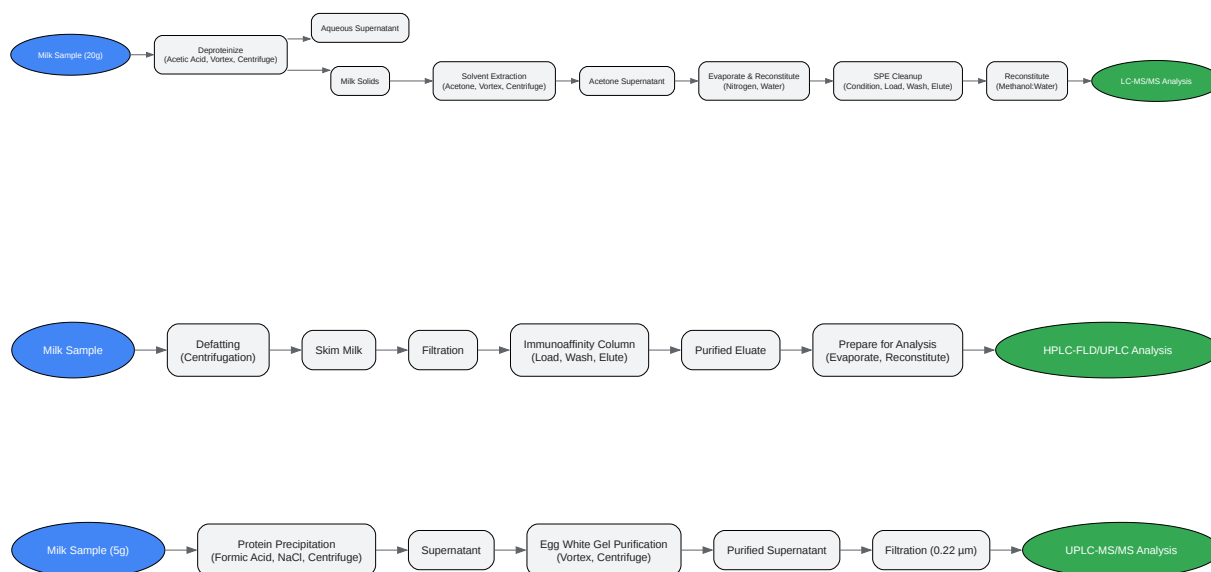 Milk Sample (20g)
Deproteinize
(Acetic Acid, Vortex, Centrifuge)
Aqueous Supernatant
Milk Solids
Solvent Extraction
(Acetone, Vortex, Centrifuge)
Acetone Supernatant
Evaporate & Reconstitute
(Nitrogen, Water)
SPE Cleanup
(Condition, Load, Wash, Elute)
Reconstitute
(Methanol:Water)
LC-MS/MS Analysis
Milk Sample
Defatting
(Centrifugation)
Skim Milk
Filtration
Immunoaffinity Column
(Load, Wash, Elute)
Purified Eluate
Prepare for Analysis
(Evaporate, Reconstitute)
HPLC-FLD/UPLC Analysis
Milk Sample (5g)
Protein Precipitation
(Formic Acid, NaCl, Centrifuge)
Supernatant
Egg White Gel Purification
(Vortex, Centrifuge)
Purified Supernatant
Filtration (0.22 µm)
UPLC-MS/MS Analysis